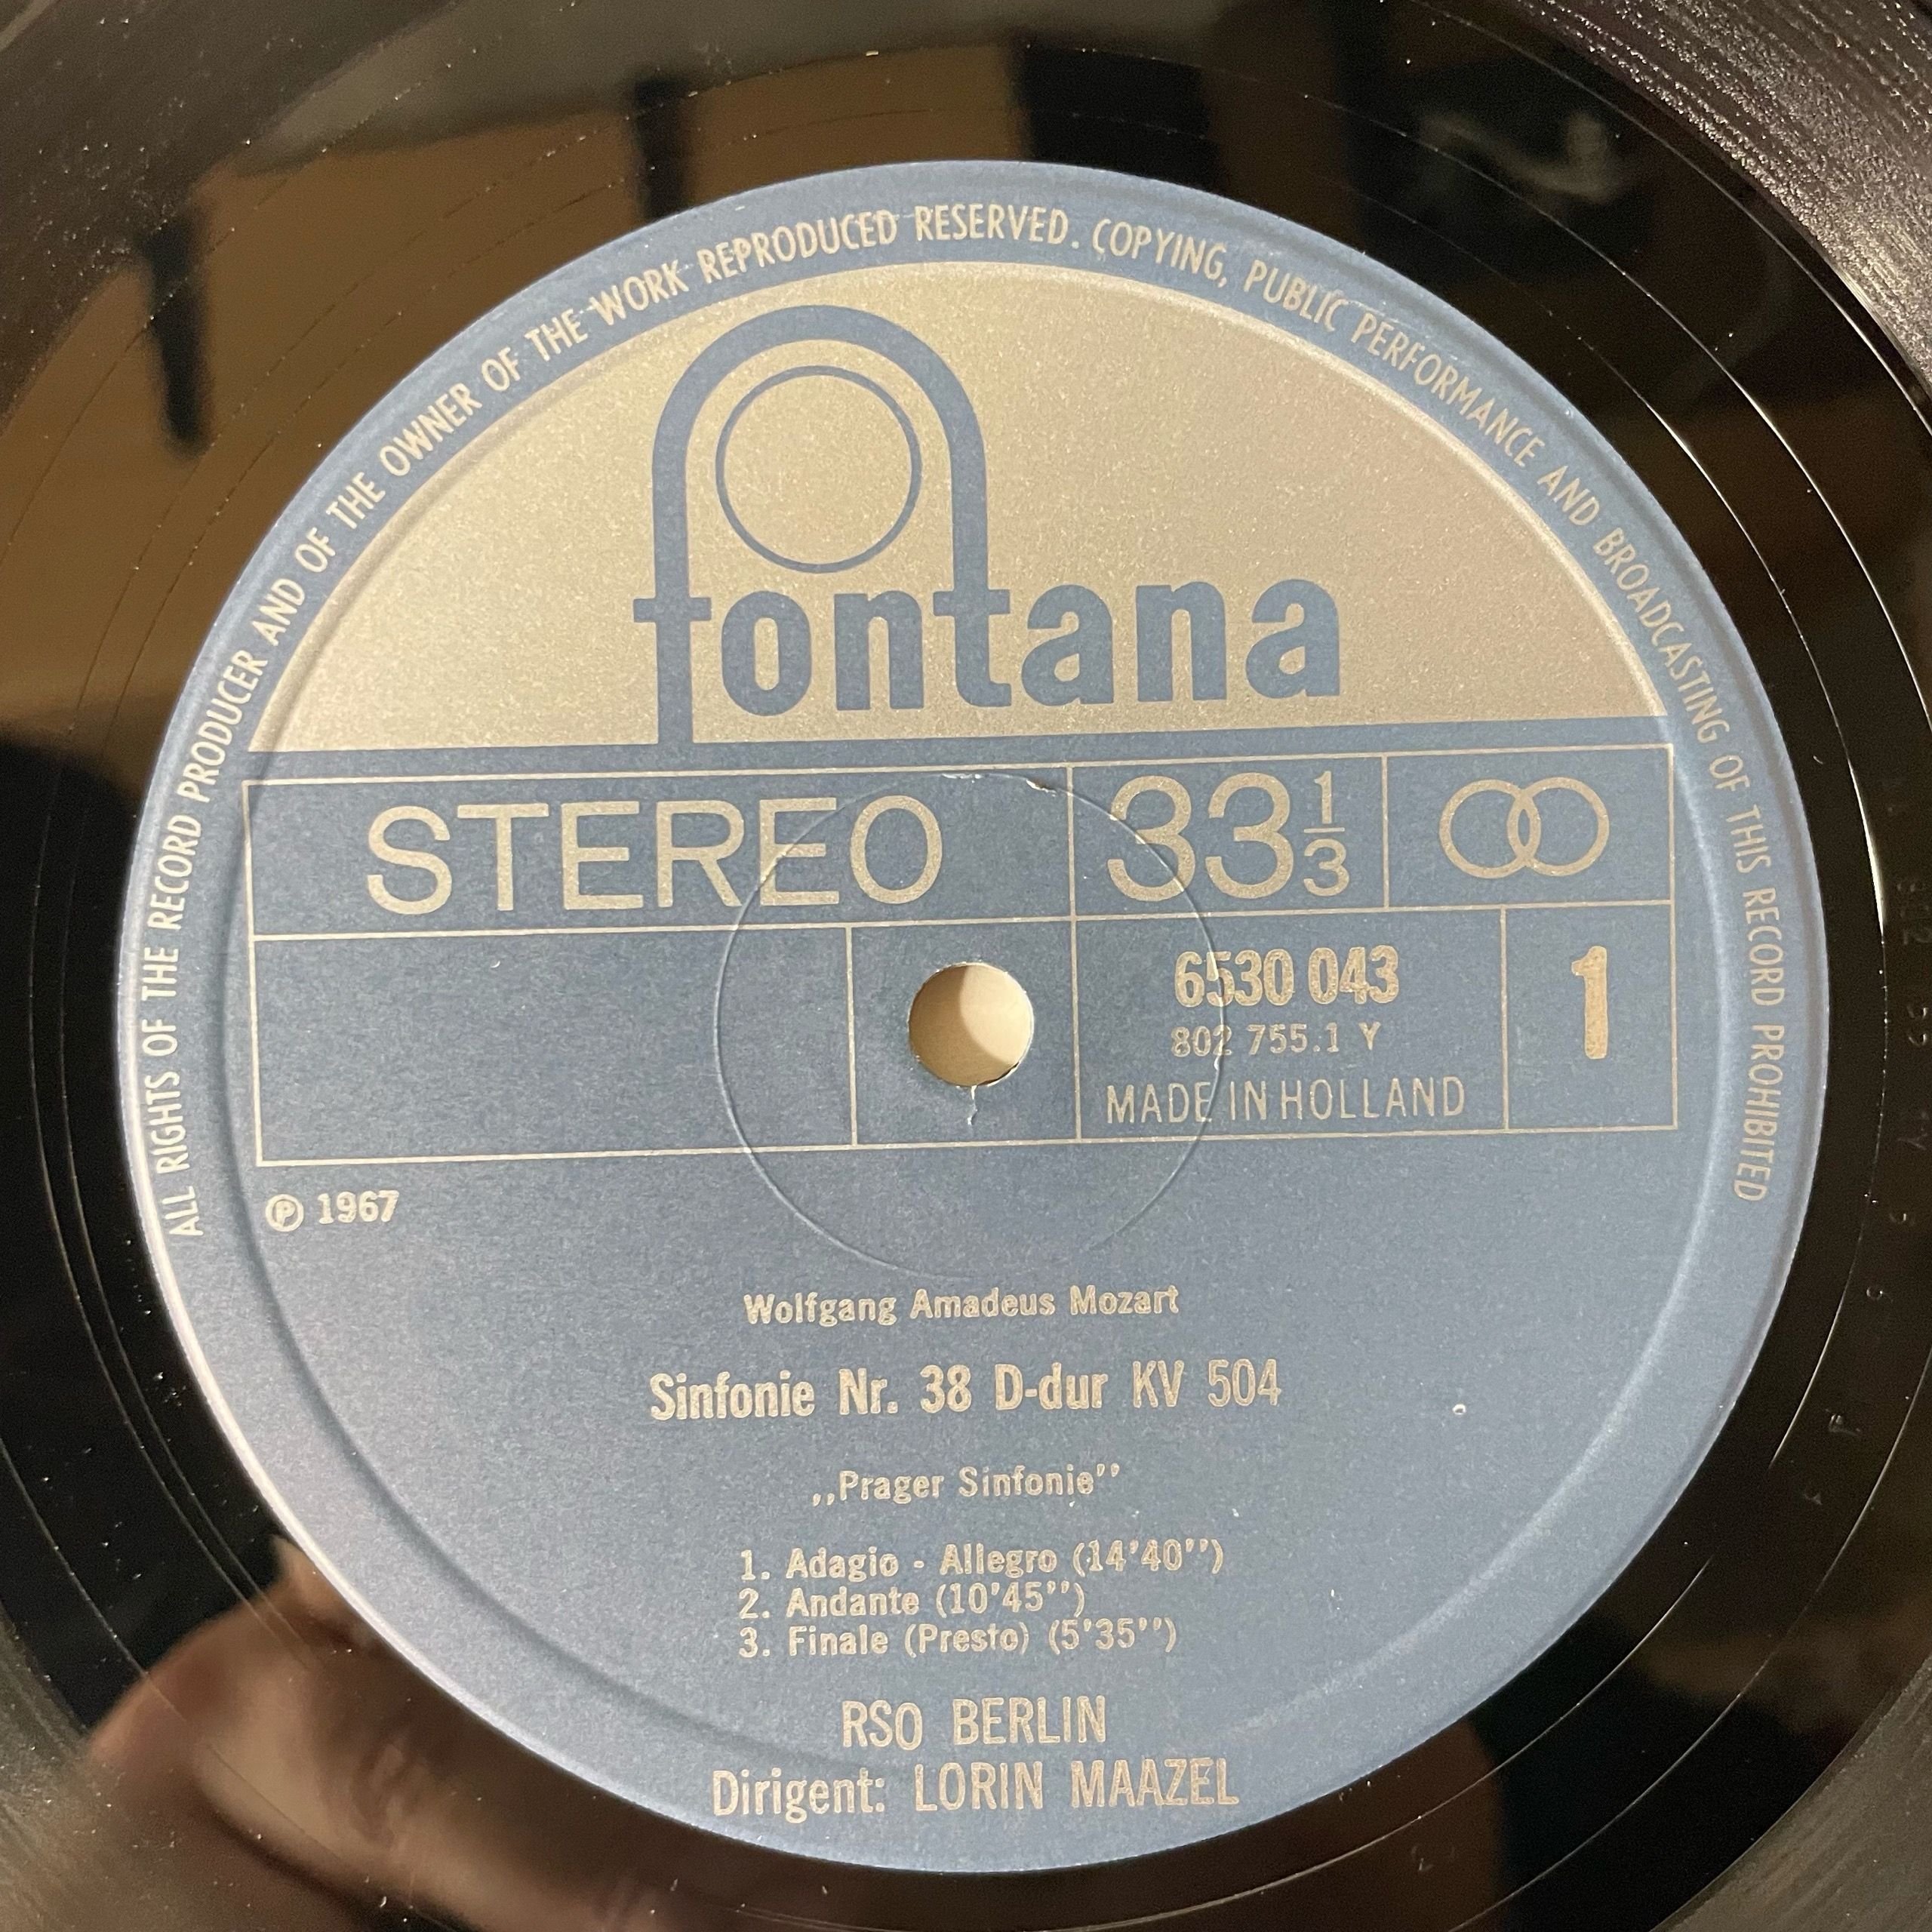 ALL RIGHTS OF THE RECORD PRODUCER AND OF THE OWNER OF THE WORK REPRODUCED RESERVED. COPYING, PUBLIC PERFORMANCE AND BROADCASTING OF THIS RECORD PROHIBITED
fontana
STEREO 33 1/3
6530 043 1
802 755.1 Y
MADE IN HOLLAND
℗ 1967
Wolfgang Amadeus Mozart
Sinfonie Nr. 38 D-dur KV 504
,,Prager Sinfonie''
1. Adagio - Allegro (14'40'')
2. Andante (10'45'')
3. Finale (Presto) (5'35'')
RSO BERLIN
Dirigent: LORIN MAAZEL